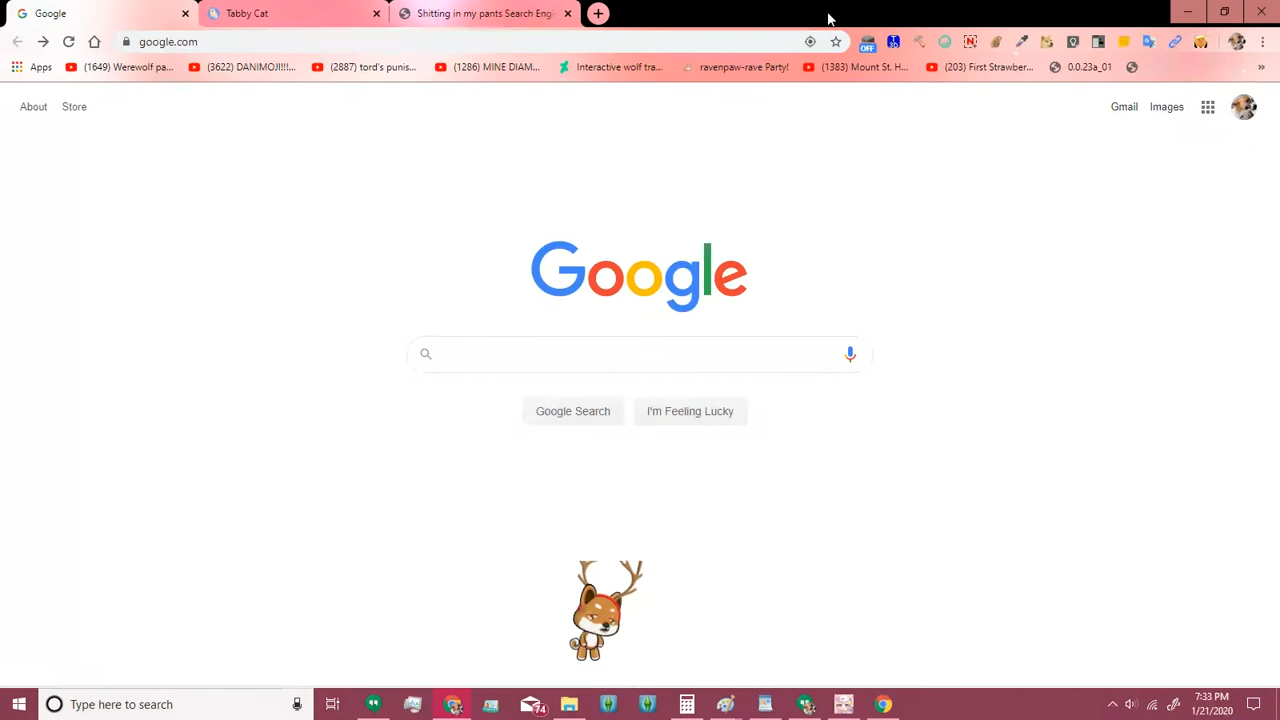 Google
Tabby Cat
Shitting in my pants Search Engi
google.com
OFF
Apps
(1649) Werewolf pa...
(3622) DANIMOJI!!!...
(2887) tord's punis...
(1286) MINE DIAM...
Interactive wolf tra...
ravenpaw-rave Party!
(1383) Mount St. H...
(203) First Strawber...
0.0.23a_01
About
Store
Gmail
Images
Google
Google Search
I'm Feeling Lucky
Type here to search
74
7:33 PM
1/21/2020